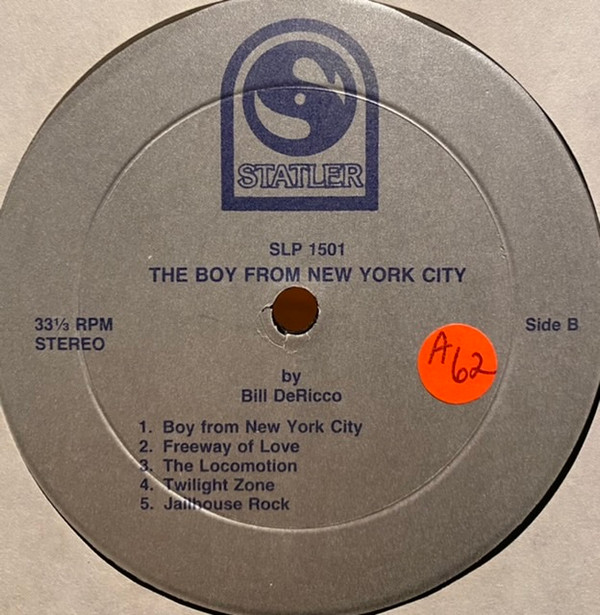 STATLER
SLP 1501
THE BOY FROM NEW YORK CITY
33⅓ RPM
STEREO
Side B
A62
by
Bill DeRicco
1. Boy from New York City
2. Freeway of Love
3. The Locomotion
4. Twilight Zone
5. Jailhouse Rock